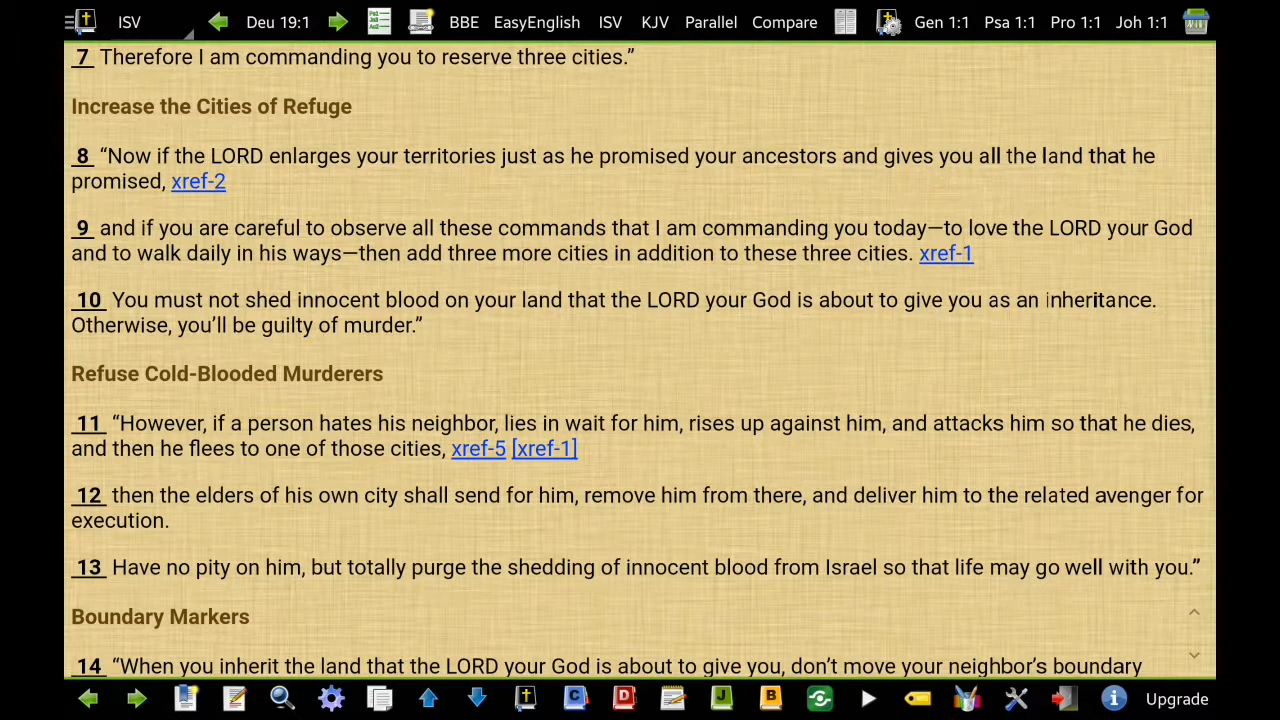 ISV Deu 19:1 BBE EasyEnglish ISV KJV Parallel Compare Gen 1:1 Psa 1:1 Pro 1:1 Joh 1:1
7 Therefore I am commanding you to reserve three cities.”
Increase the Cities of Refuge
8 “Now if the LORD enlarges your territories just as he promised your ancestors and gives you all the land that he
promised, xref-2
9 and if you are careful to observe all these commands that I am commanding you today—to love the LORD your God
and to walk daily in his ways—then add three more cities in addition to these three cities. xref-1
10 You must not shed innocent blood on your land that the LORD your God is about to give you as an inheritance.
Otherwise, you’ll be guilty of murder.”
Refuse Cold-Blooded Murderers
11 “However, if a person hates his neighbor, lies in wait for him, rises up against him, and attacks him so that he dies,
and then he flees to one of those cities, xref-5 [xref-1]
12 then the elders of his own city shall send for him, remove him from there, and deliver him to the related avenger for
execution.
13 Have no pity on him, but totally purge the shedding of innocent blood from Israel so that life may go well with you.”
Boundary Markers
14 “When you inherit the land that the LORD your God is about to give you, don’t move your neighbor’s boundary
C D J B Upgrade